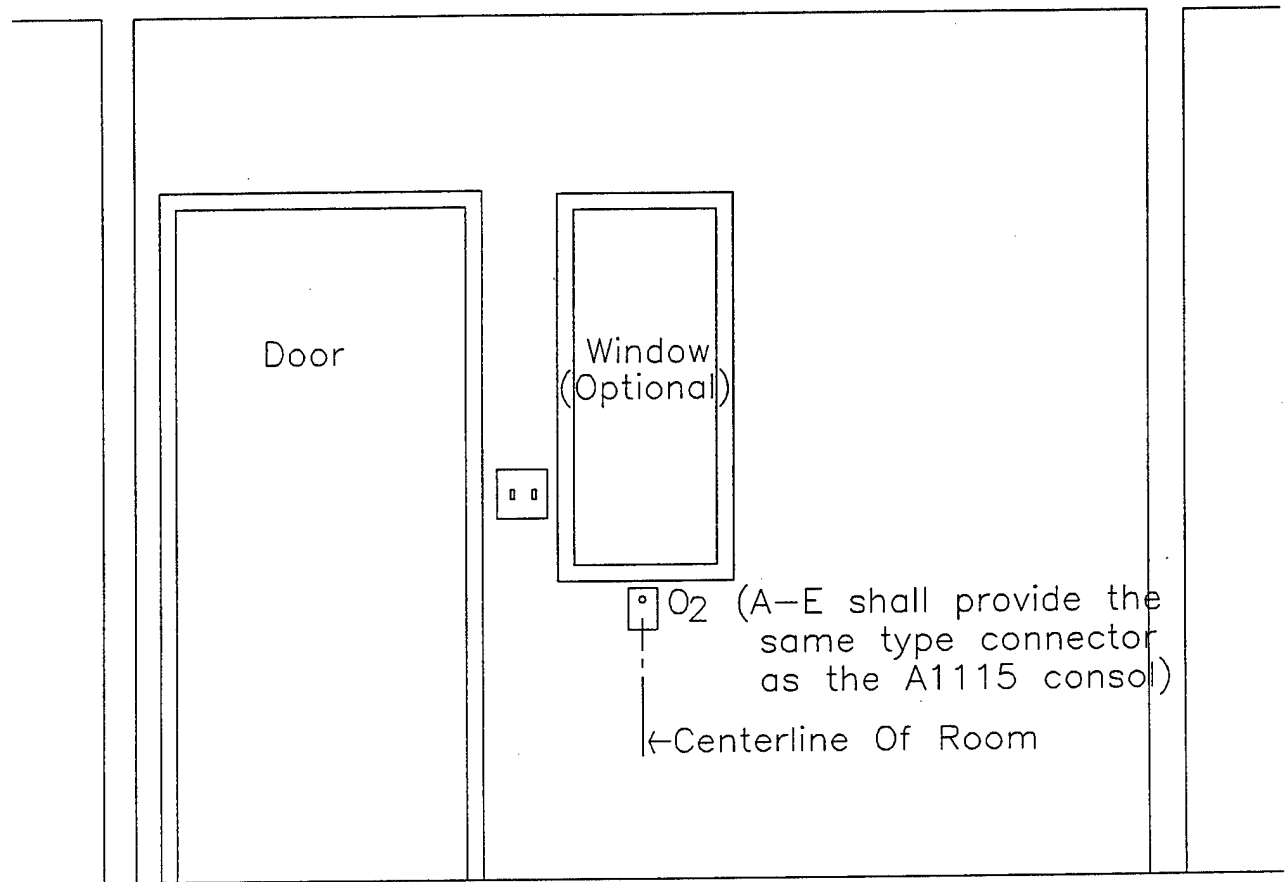 Door
Window
(Optional)
O2 (A-E shall provide the
same type connector
as the A1115 consol)
←Centerline Of Room